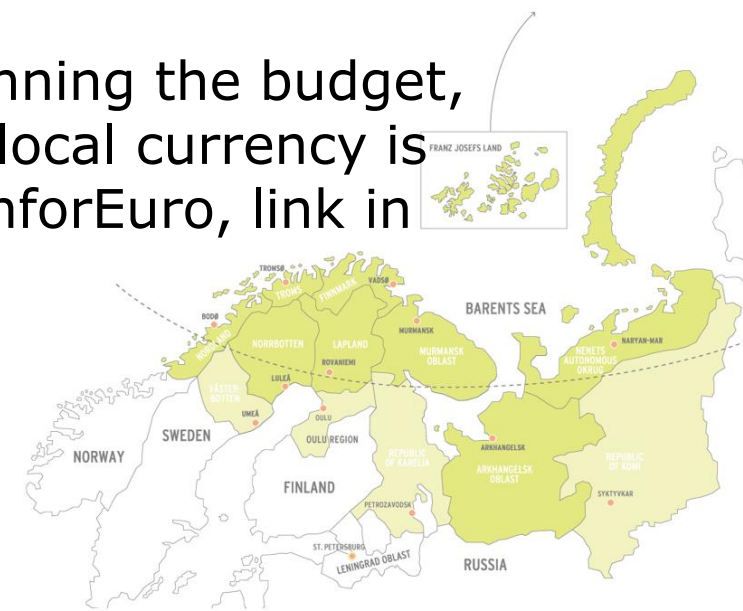 nning the budget,
local currency is
nforEuro, link in
FRANZ JOSEFS LAND
TROMSØ
TROMS
FINNMARK
VADSØ
BARENTS SEA
BODØ
NORDLAND
NORRBOTTEN
LAPLAND
MURMANSK
MURMANSK
OBLAST
NARYAN-MAR
NENETS
AUTONOMOUS
OKRUG
ROVANIEMI
LULEÅ
VÄSTER-
BOTTEN
UMEÅ
OULU
OULU REGION
SWEDEN
NORWAY
FINLAND
REPUBLIC
OF KARELIA
ARKHANGELSK
ARKHANGELSK
OBLAST
REPUBLIC
OF KOMI
SYKTYVKAR
PETROZAVODSK
ST. PETERSBURG
LENINGRAD OBLAST
RUSSIA